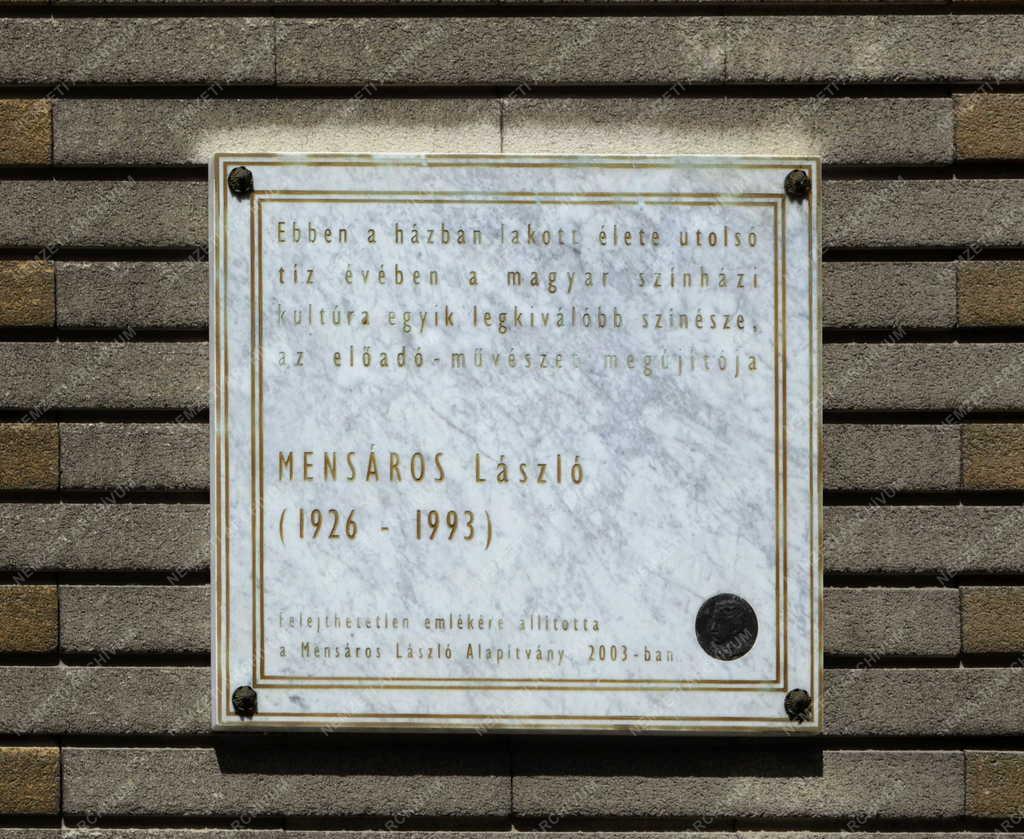 Ebben a házban lakott élete utolsó
tíz évében a magyar színházi
kultúra egyik legkiválóbb színésze,
az előadó-művészet megújítója
MENSÁROS László
(1926 - 1993)
Felejthetetlen emlékére állította
a Mensáros László Alapítvány 2003-ban